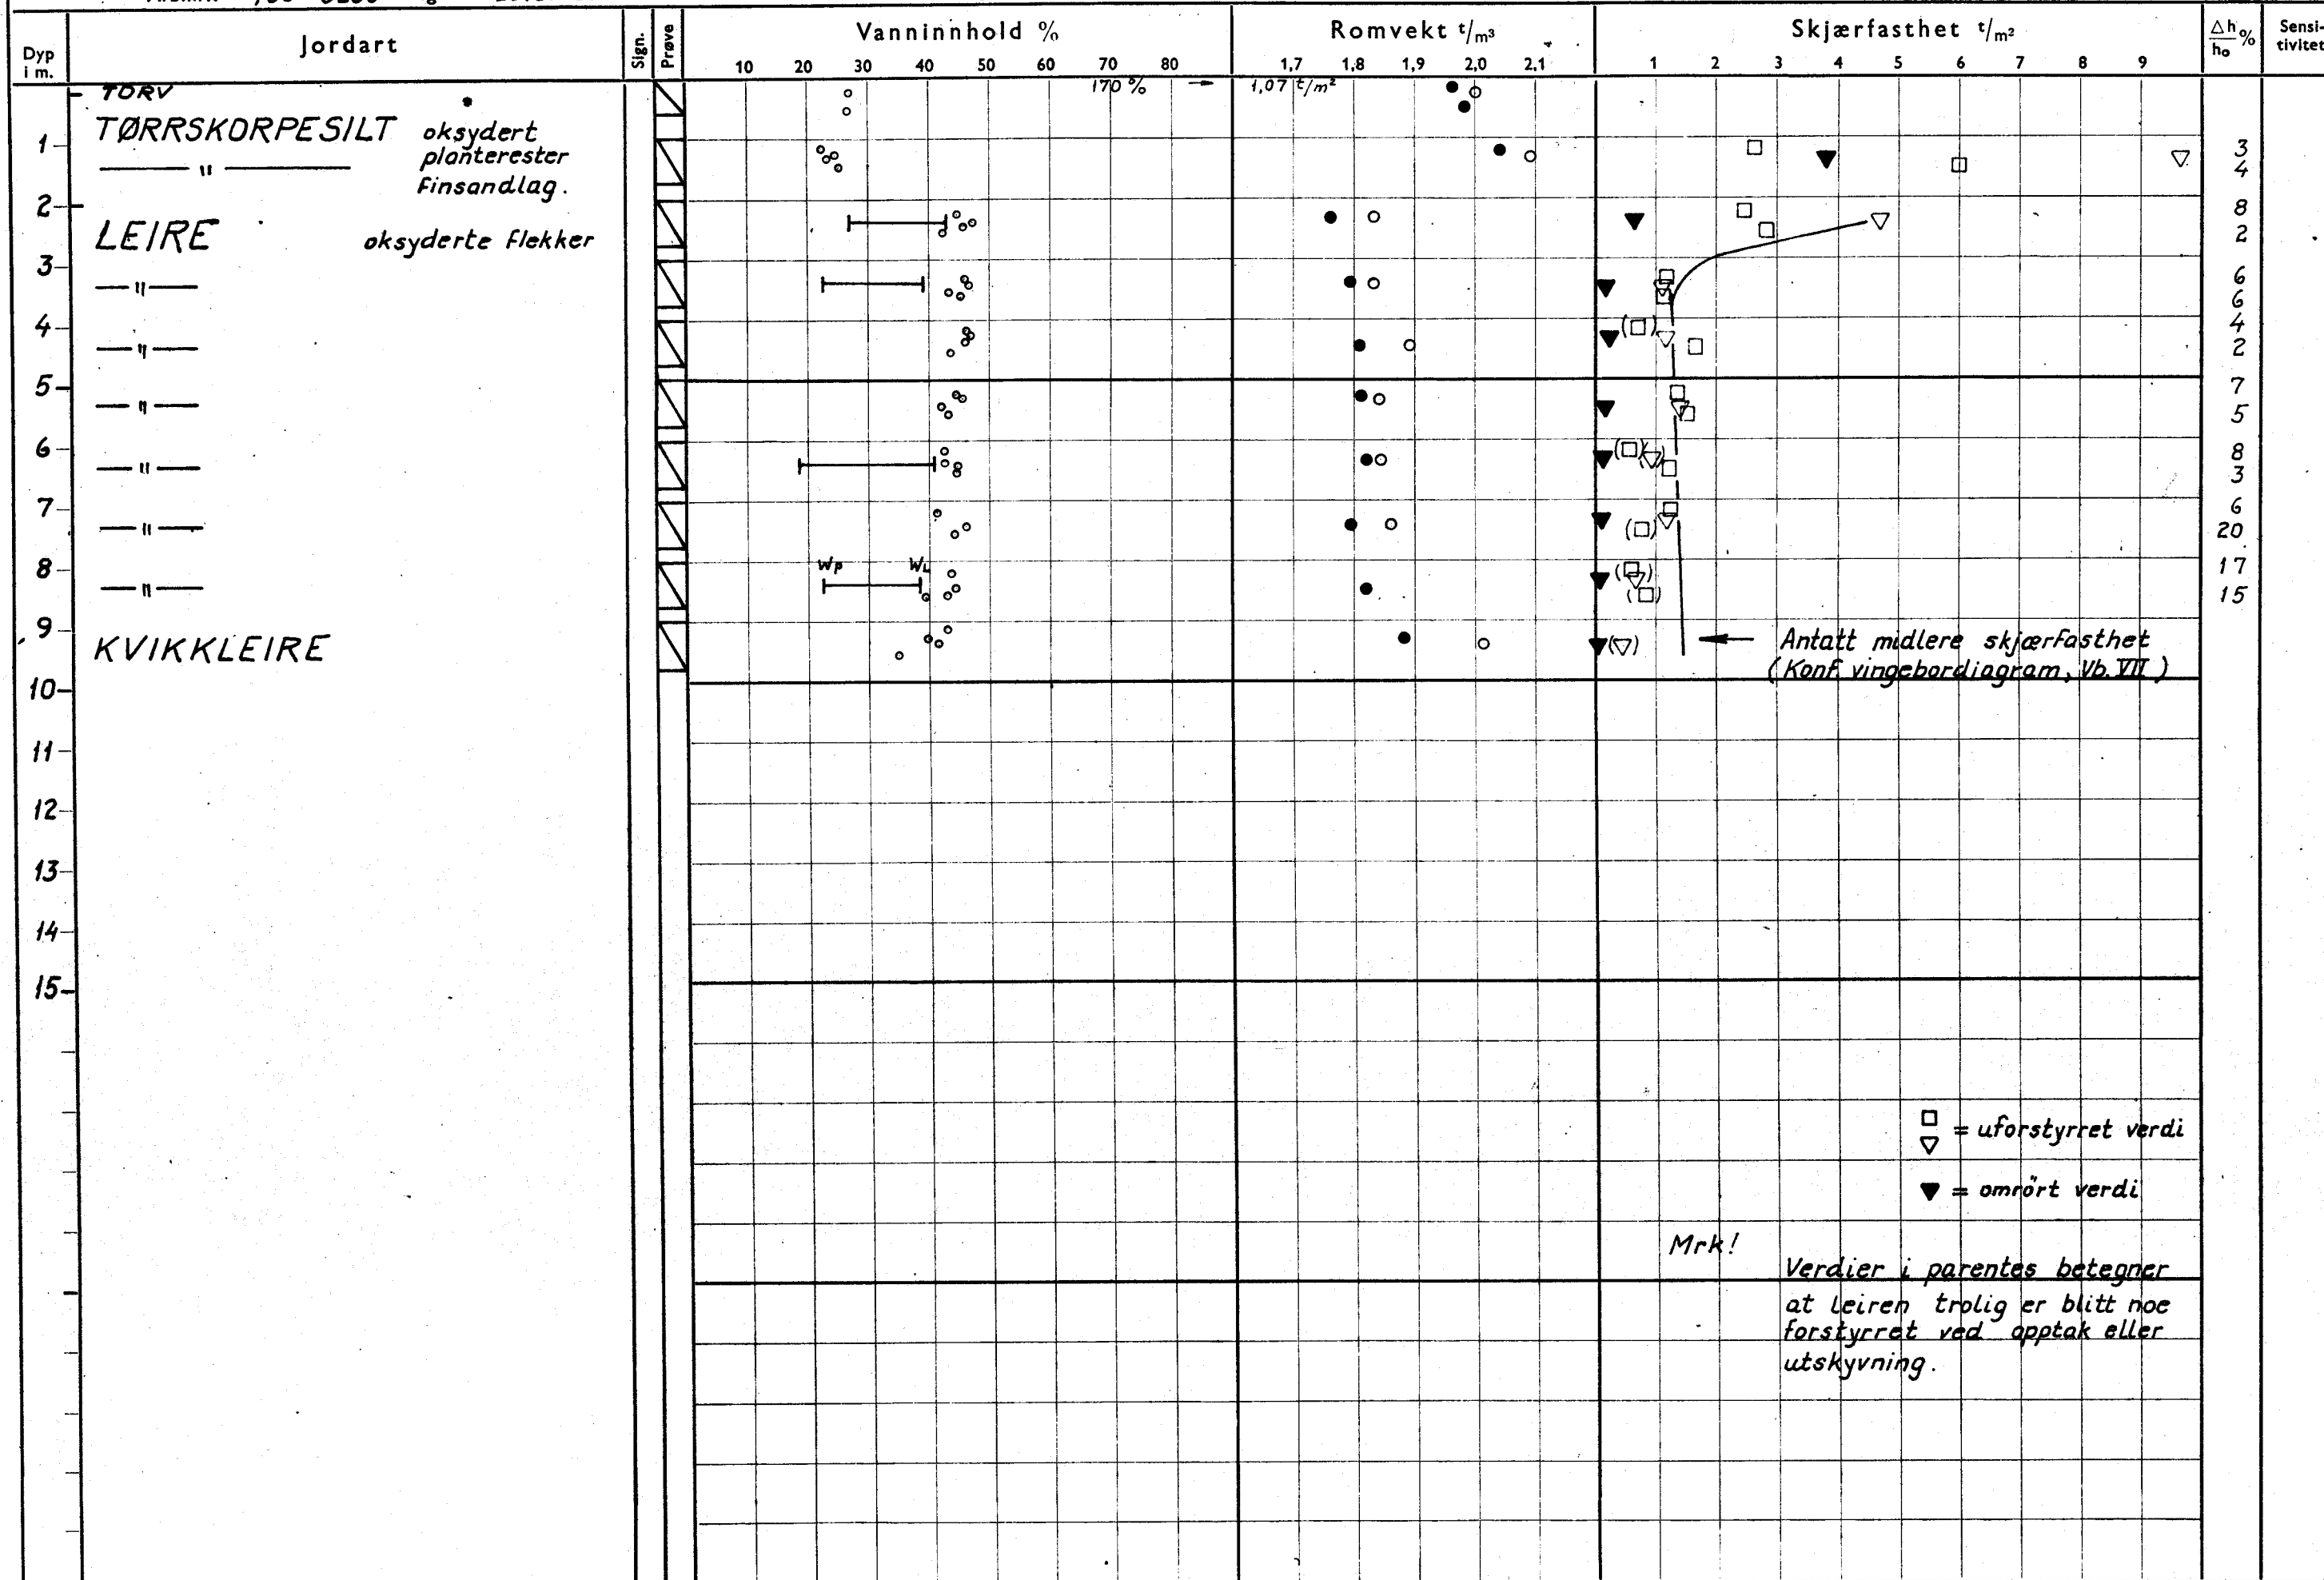 Dyp i m.
Jordart
Sign.
Prøve
Vanninnhold %
10 20 30 40 50 60 70 80
Romvekt t/m³
1,7 1,8 1,9 2,0 2,1
Skjærfasthet t/m²
1 2 3 4 5 6 7 8 9
Δh/h₀ %
Sensi-
tivitet
TORV
170 % →
1,07 t/m²
TØRRSKORPESILT oksydert
1
—— " —— planterester
Finsandlag.
3
4
2
LEIRE oksyderte flekker
8
2
3
— " —
6
6
4
— " —
4
2
5
— " —
7
5
6
— " —
8
3
7
— " —
6
20
8
Wp WL
— " —
17
15
9
KVIKKLEIRE
Antatt midlere skjærfasthet
(Konf. vingebordiagram, Vb. VII)
10
11
12
13
14
15
□
▽ = uforstyrret verdi
▼ = omrört verdi
Mrk!
Verdier i parentes betegner
at leiren trolig er blitt noe
forstyrret ved opptak eller
utskyvning.